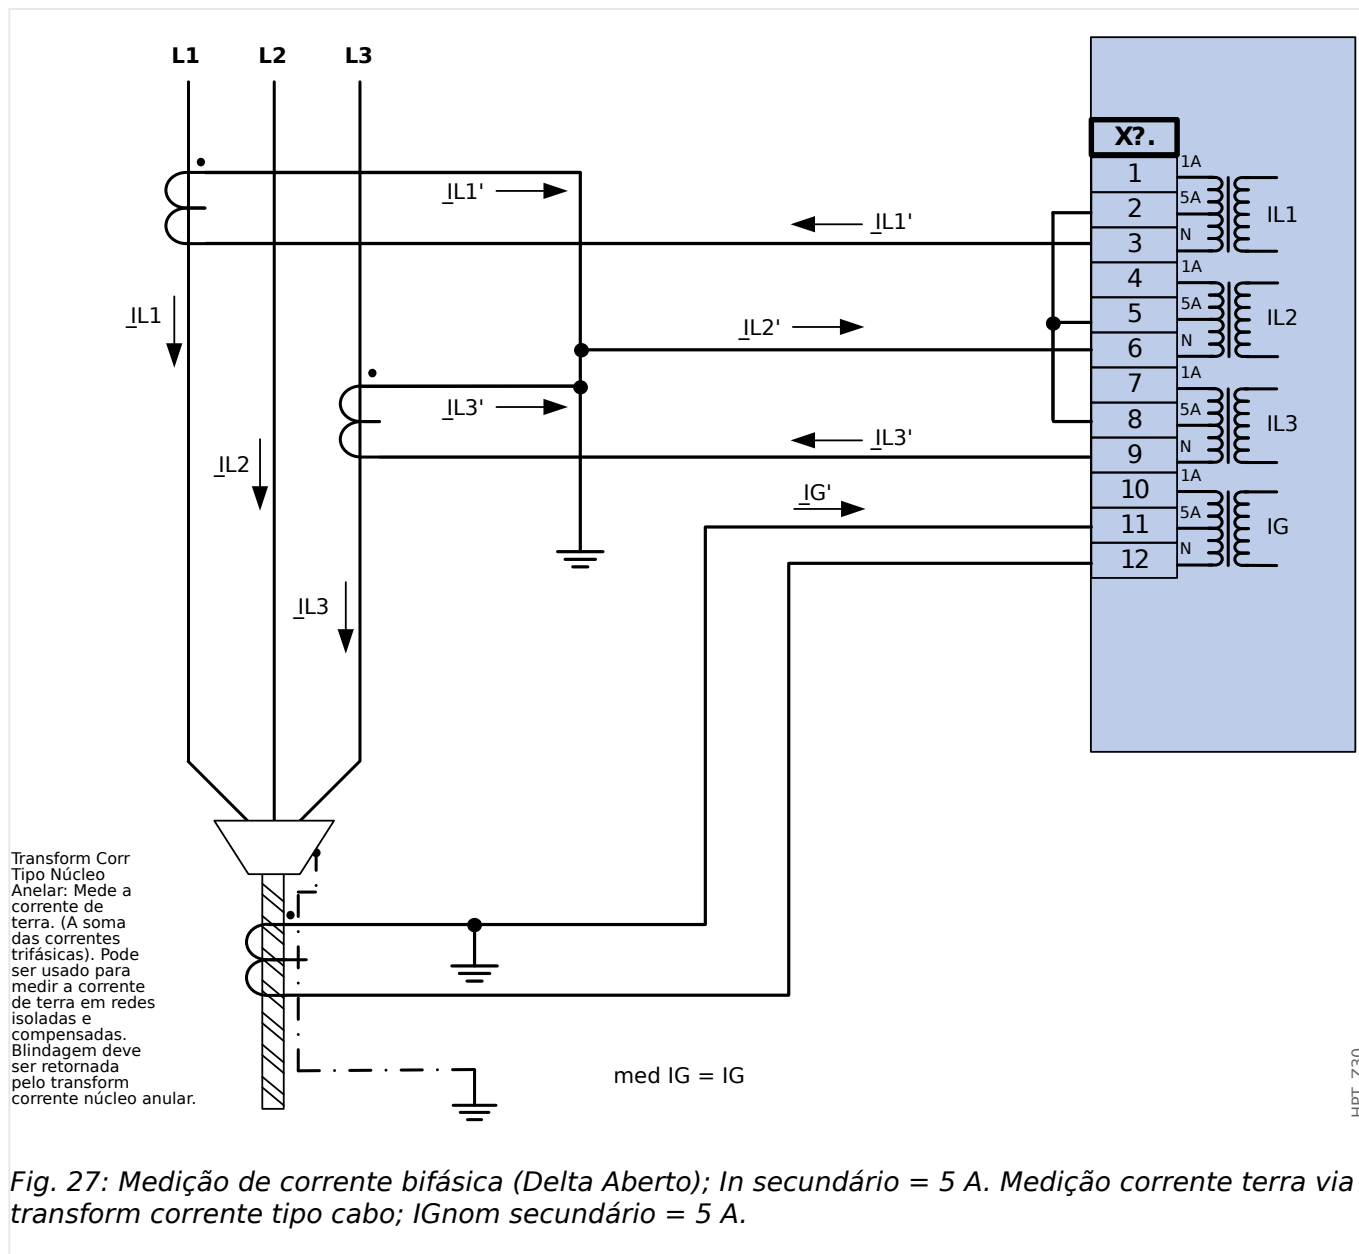 L1 L2 L3
X?.
1 1A
2 5A IL1
3 N
4 1A
5 5A IL2
6 N
7 1A
8 5A IL3
9 N
10 1A
11 5A IG
12 N
IL1'
IL1'
IL1
IL2'
IL3'
IL3'
IL2
IG'
IL3
Transform Corr
Tipo Núcleo
Anelar: Mede a
corrente de
terra. (A soma
das correntes
trifásicas). Pode
ser usado para
medir a corrente
de terra em redes
isoladas e
compensadas.
Blindagem deve
ser retornada
pelo transform
corrente núcleo anular.
med IG = IG
HPT_Z30
Fig. 27: Medição de corrente bifásica (Delta Aberto); In secundário = 5 A. Medição corrente terra via
transform corrente tipo cabo; IGnom secundário = 5 A.